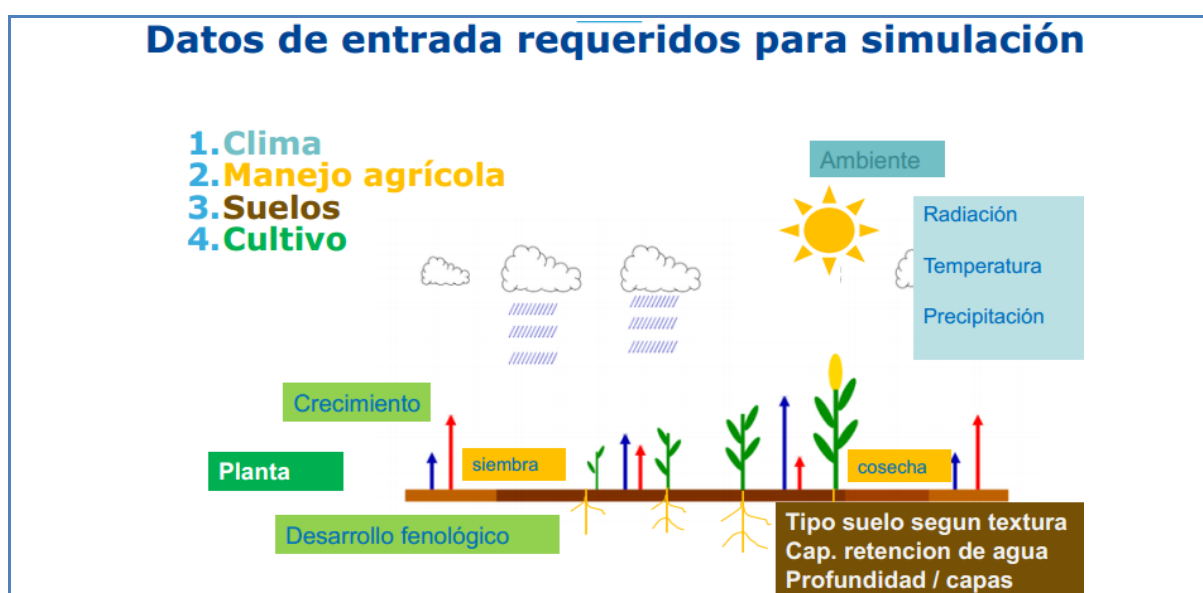 Datos de entrada requeridos para simulación
1.Clima
2.Manejo agrícola
3.Suelos
4.Cultivo
Ambiente
Radiación
Temperatura
Precipitación
Crecimiento
siembra
cosecha
Planta
Desarrollo fenológico
Tipo suelo segun textura
Cap. retencion de agua
Profundidad / capas